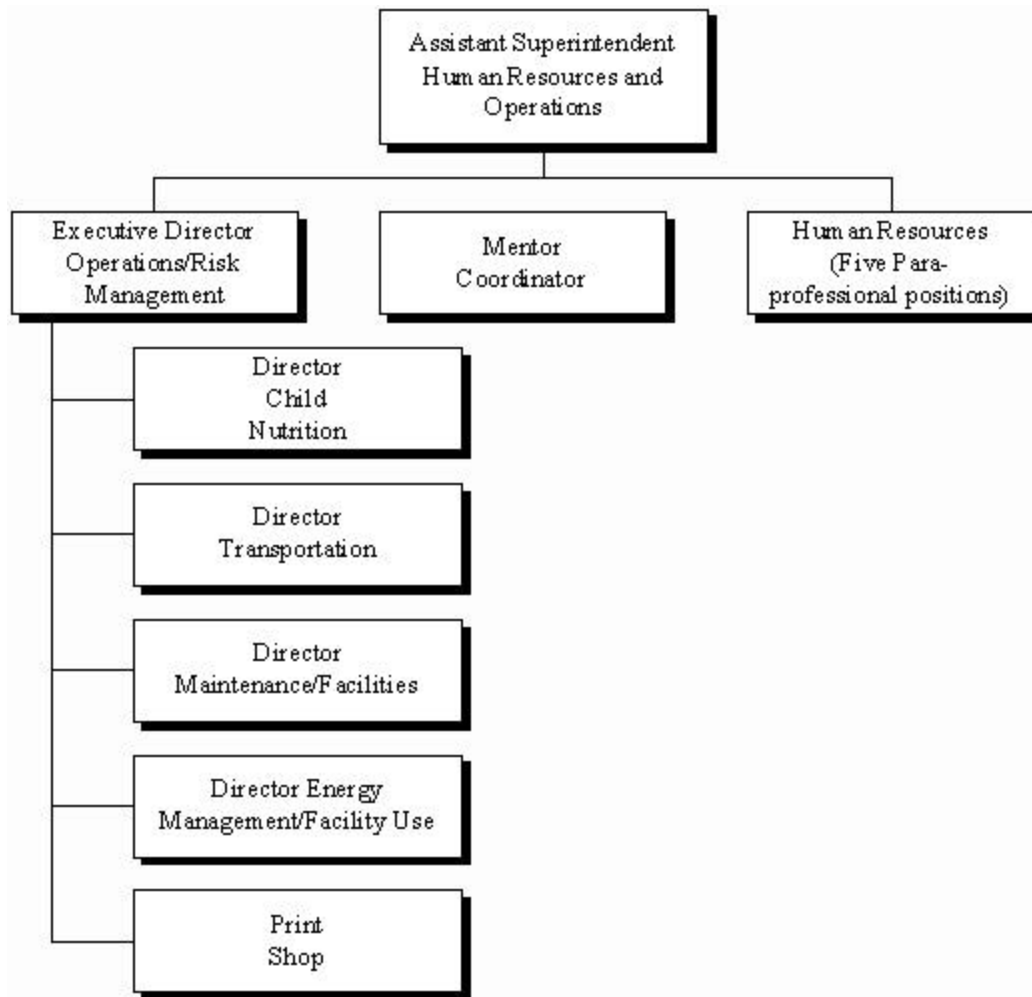 Assistant Superintendent
Human Resources and
Operations
Executive Director
Operations/Risk
Management
Mentor
Coordinator
Human Resources
(Five Para-
professional positions)
Director
Child
Nutrition
Director
Transportation
Director
Maintenance/Facilities
Director Energy
Management/Facility Use
Print
Shop